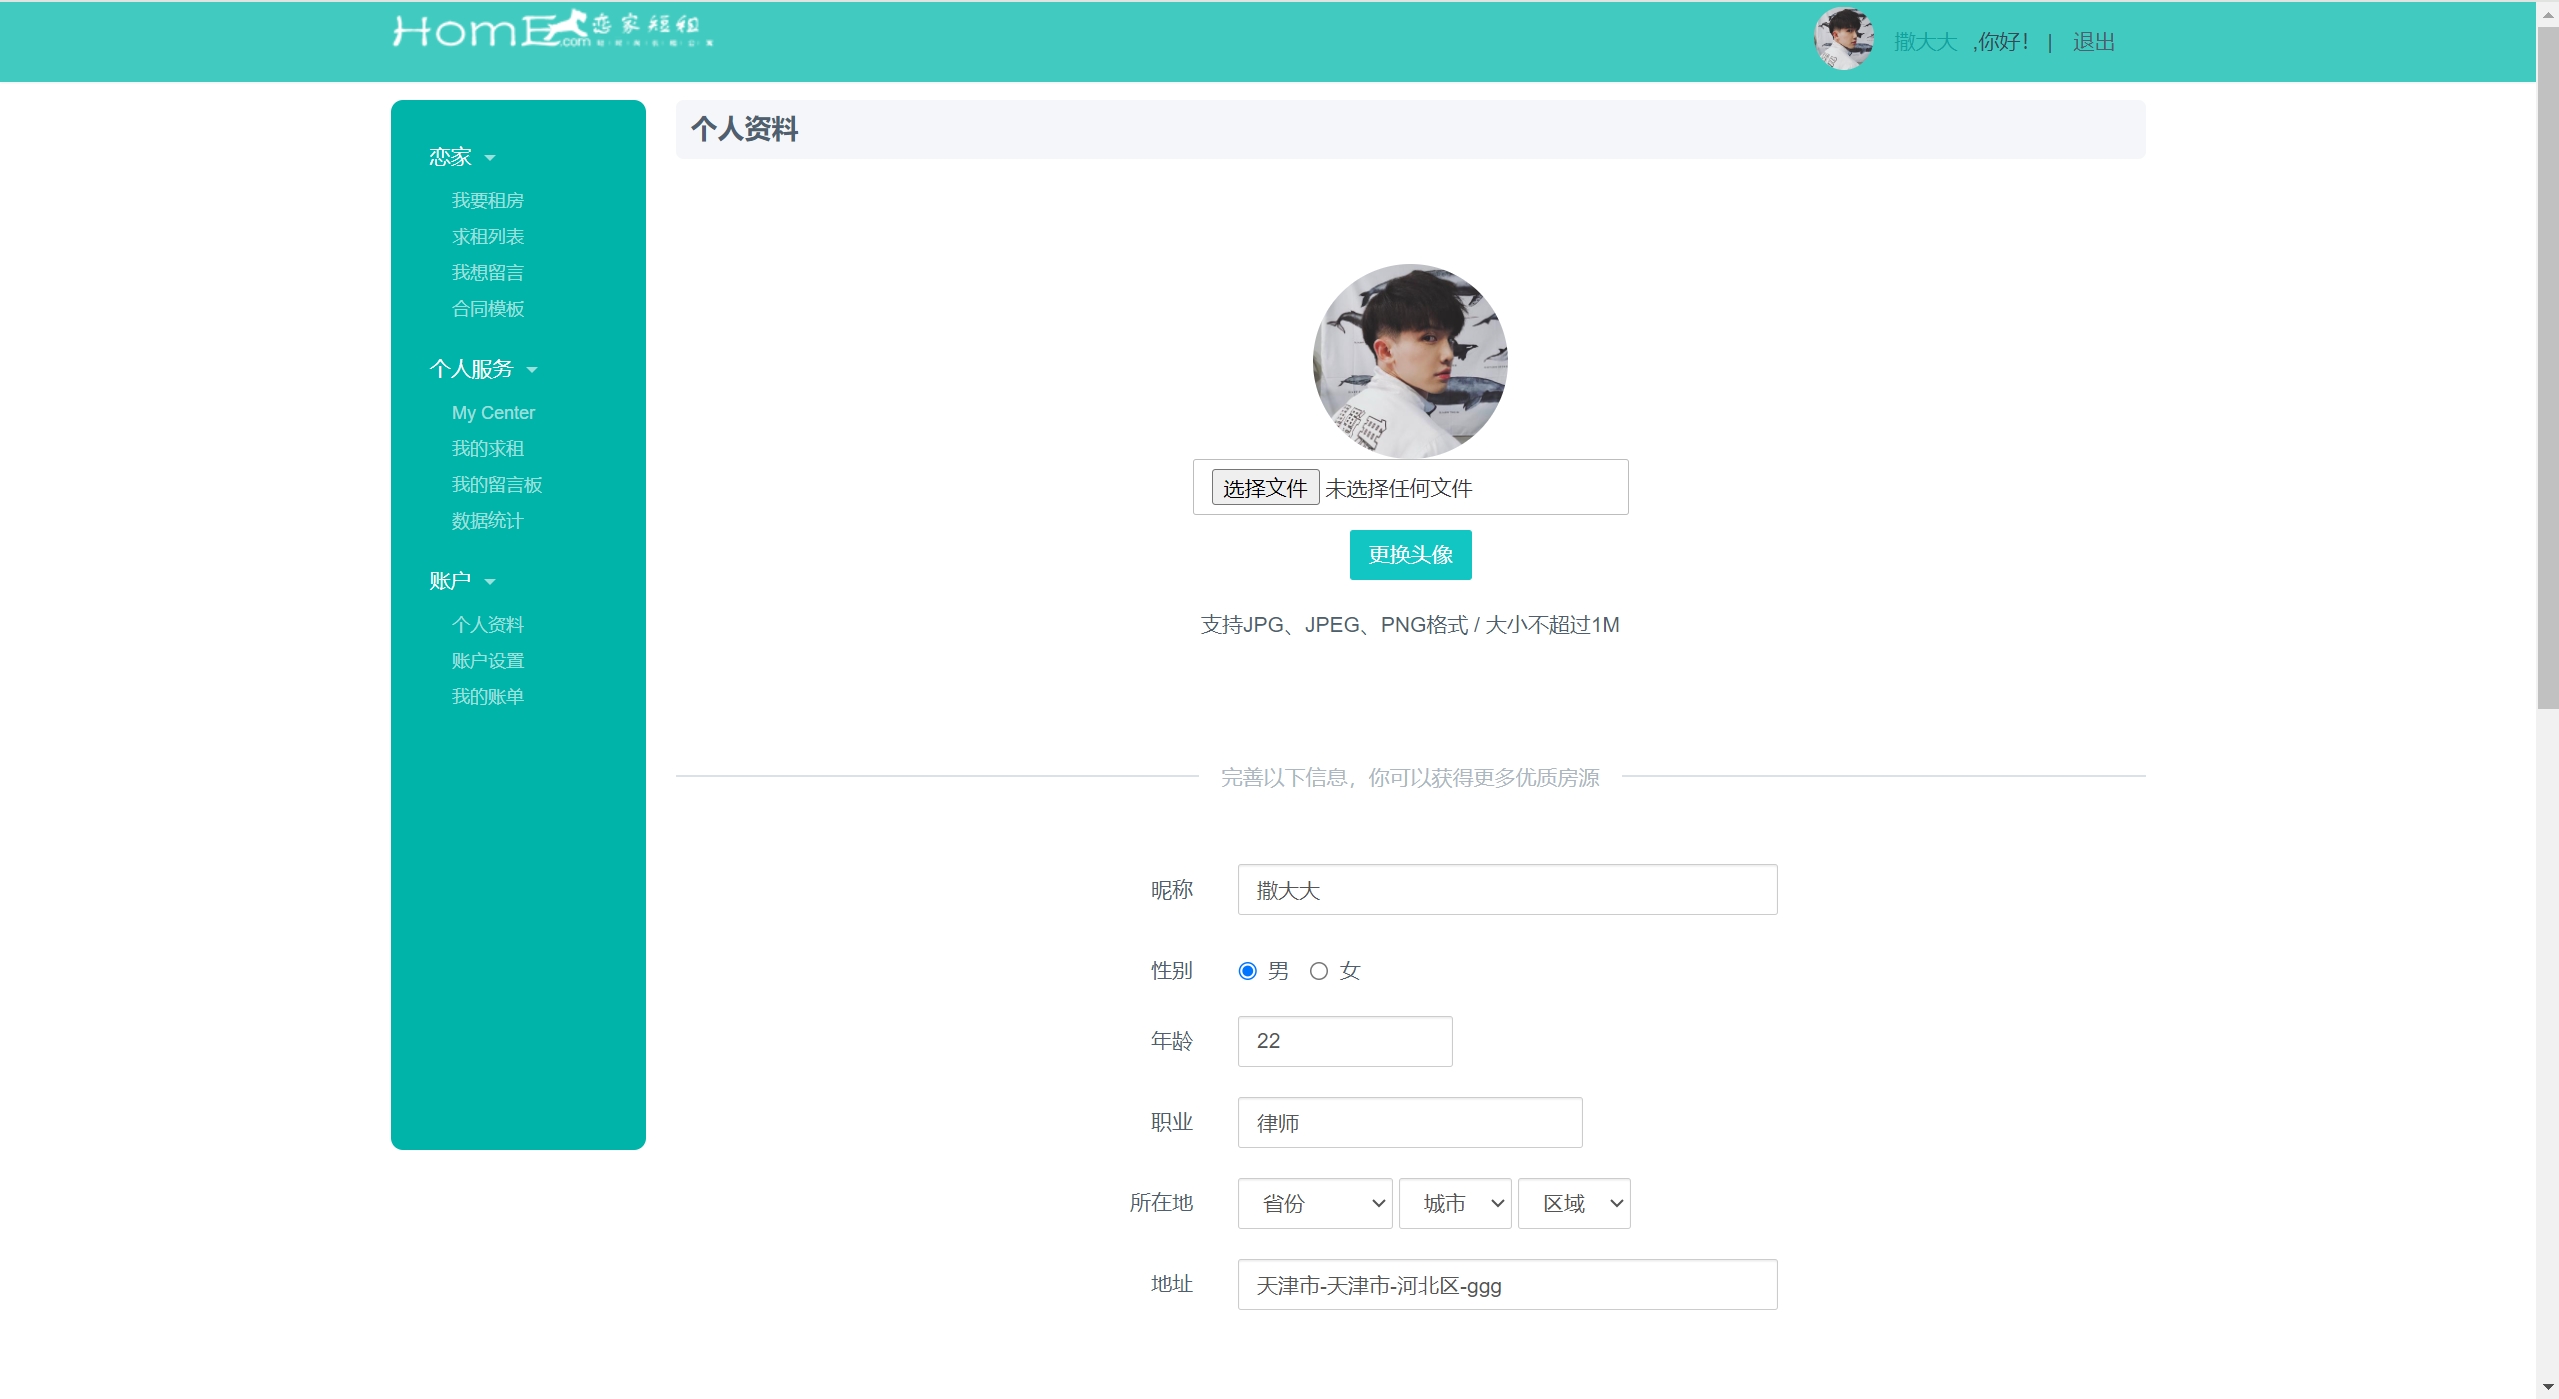 HomE.com 恋家短租
撒大大 ,你好! | 退出
恋家
我要租房
求租列表
我想留言
合同模板
个人服务
My Center
我的求租
我的留言板
数据统计
账户
个人资料
账户设置
我的账单
个人资料
选择文件 未选择任何文件
更换头像
支持JPG、JPEG、PNG格式 / 大小不超过1M
完善以下信息，你可以获得更多优质房源
昵称 撒大大
性别 男 女
年龄 22
职业 律师
所在地 省份 城市 区域
地址 天津市-天津市-河北区-ggg